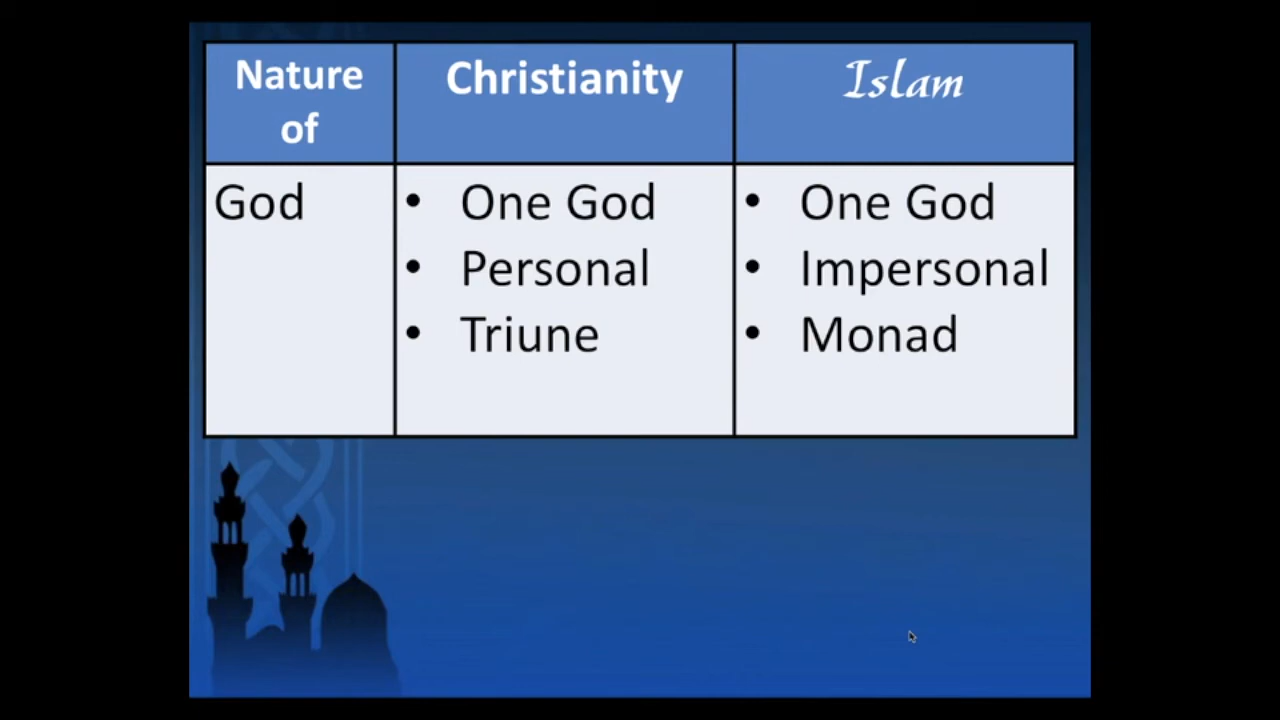 Nature
of
Christianity
Islam
God
• One God
• Personal
• Triune
• One God
• Impersonal
• Monad